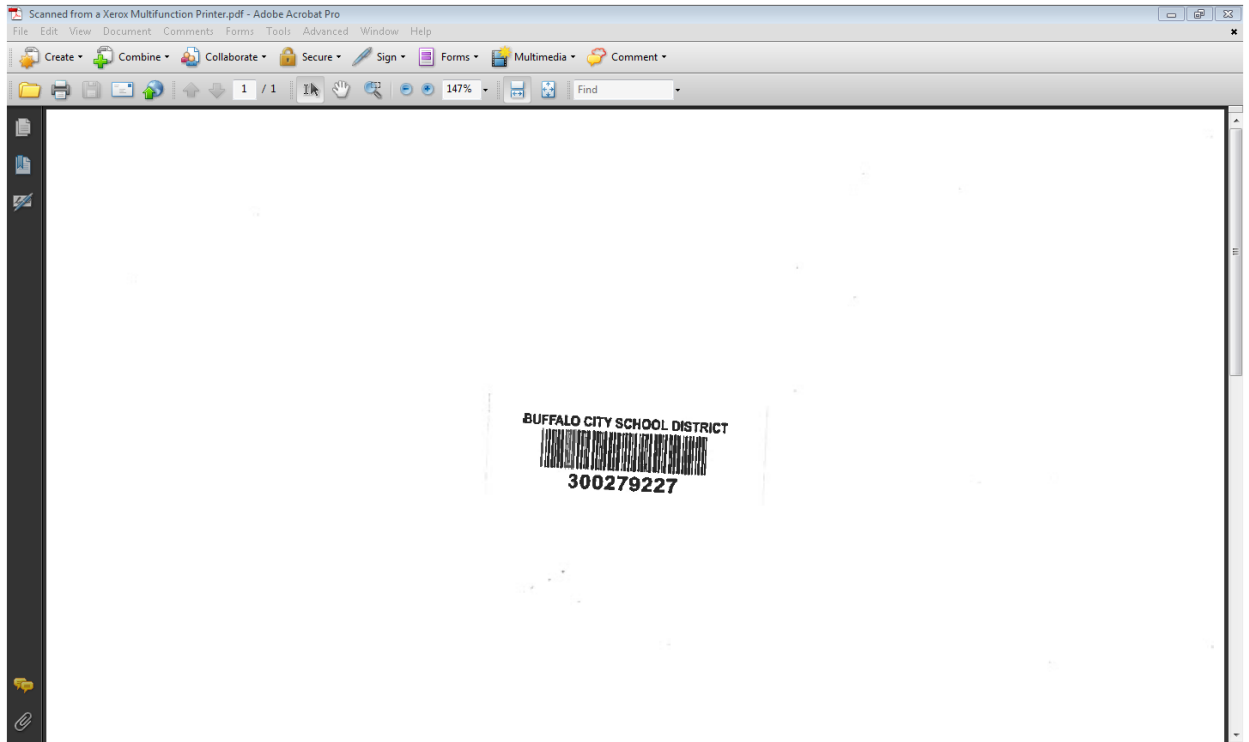 Scanned from a Xerox Multifunction Printer.pdf - Adobe Acrobat Pro
File Edit View Document Comments Forms Tools Advanced Window Help
Create Combine Collaborate Secure Sign Forms Multimedia Comment
1 / 1 147% Find
BUFFALO CITY SCHOOL DISTRICT
300279227